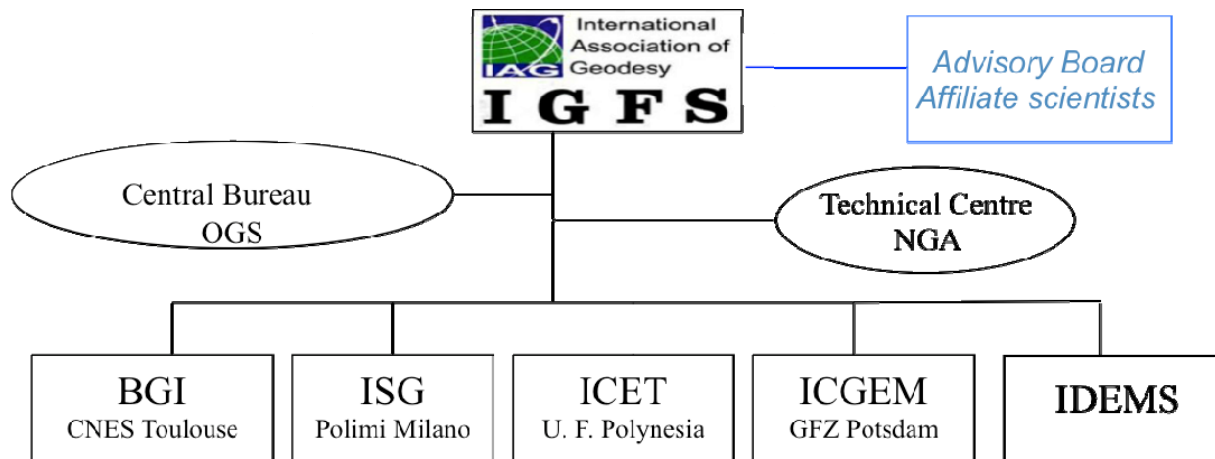 International
Association of
Geodesy
IAG
I G F S
Advisory Board
Affiliate scientists
Central Bureau
OGS
Technical Centre
NGA
BGI
CNES Toulouse
ISG
Polimi Milano
ICET
U. F. Polynesia
ICGEM
GFZ Potsdam
IDEMS